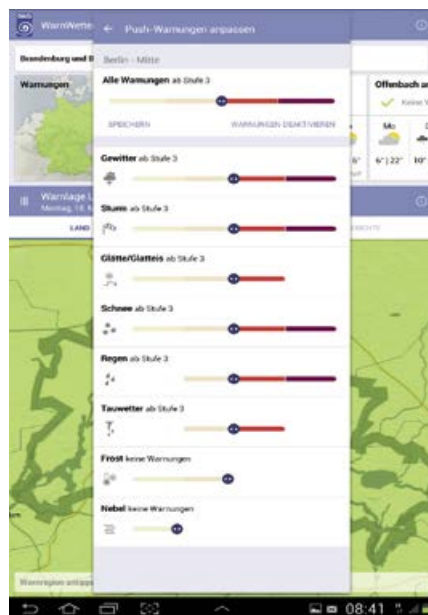 WarnWette
← Push-Warnungen anpassen
Brandenburg und B
Berlin - Mitte
Warnungen
Alle Warnungen ab Stufe 3
Offenbach a
SPEICHERN WARNUNGEN DEAKTIVIEREN
Keine
Mo
Gewitter ab Stufe 3
6°|22° 10°
Warnlage L
Montag,
Sturm ab Stufe 3
LAND
Glätte/Glatteis ab Stufe 3
Schnee ab Stufe 3
Regen ab Stufe 3
Tauwetter ab Stufe 3
Frost keine Warnungen
Nebel keine Warnungen
Warnregion antipp
08:41